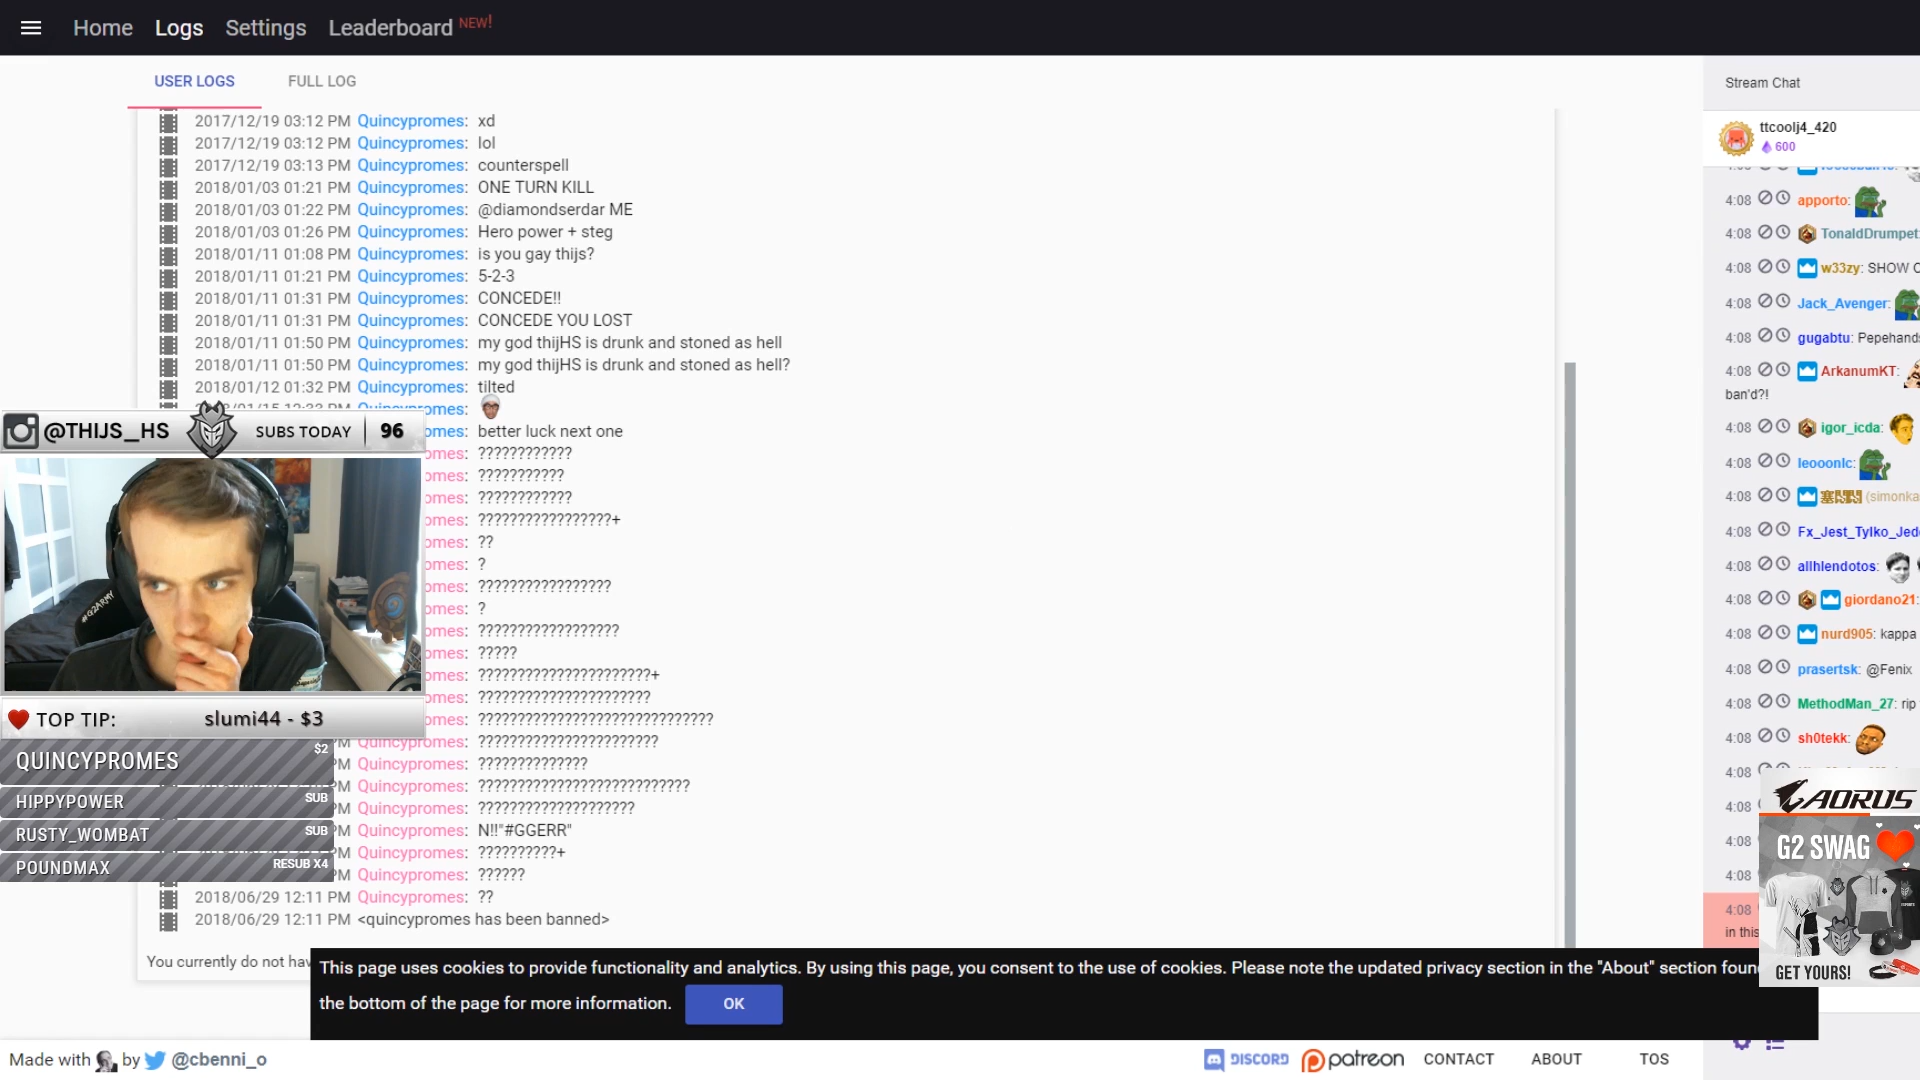 Home Logs Settings Leaderboard NEW!
USER LOGS FULL LOG
2017/12/19 03:12 PM Quincypromes: xd
2017/12/19 03:12 PM Quincypromes: lol
2017/12/19 03:13 PM Quincypromes: counterspell
2018/01/03 01:21 PM Quincypromes: ONE TURN KILL
2018/01/03 01:22 PM Quincypromes: @diamondserdar ME
2018/01/03 01:26 PM Quincypromes: Hero power + steg
2018/01/11 01:08 PM Quincypromes: is you gay thijs?
2018/01/11 01:21 PM Quincypromes: 5-2-3
2018/01/11 01:31 PM Quincypromes: CONCEDE!!
2018/01/11 01:31 PM Quincypromes: CONCEDE YOU LOST
2018/01/11 01:50 PM Quincypromes: my god thijHS is drunk and stoned as hell
2018/01/11 01:50 PM Quincypromes: my god thijHS is drunk and stoned as hell?
2018/01/12 01:32 PM Quincypromes: tilted
Quincypromes:
omes: better luck next one
omes: ????????????
omes: ???????????
omes: ????????????
omes: ?????????????????+
omes: ??
omes: ?
omes: ?????????????????
omes: ?
omes: ??????????????????
omes: ?????
omes: ??????????????????????+
omes: ??????????????????????
omes: ??????????????????????????????
PM Quincypromes: ???????????????????????
PM Quincypromes: ??????????????
PM Quincypromes: ???????????????????????????
PM Quincypromes: ????????????????????
PM Quincypromes: N!!"#GGERR"
PM Quincypromes: ??????????+
PM Quincypromes: ??????
2018/06/29 12:11 PM Quincypromes: ??
2018/06/29 12:11 PM <quincypromes has been banned>
You currently do not hav
@THIJS_HS SUBS TODAY 96
#G2ARMY
TOP TIP: slumi44 - $3
QUINCYPROMES $2
HIPPYPOWER SUB
RUSTY_WOMBAT SUB
POUNDMAX RESUB X4
This page uses cookies to provide functionality and analytics. By using this page, you consent to the use of cookies. Please note the updated privacy section in the "About" section foun
the bottom of the page for more information. OK
Made with by @cbenni_o
DISCORD patreon CONTACT ABOUT TOS
Stream Chat
ttcoolj4_420
600
4:08 apporto:
4:08 TonaldDrumpet:
4:08 w33zy: SHOW
4:08 Jack_Avenger:
4:08 gugabtu: Pepehands
4:08 ArkanumKT:
ban'd?!
4:08 igor_icda:
4:08 leooonlc:
4:08 (simonka
4:08 Fx_Jest_Tylko_Jed
4:08 allhlendotos:
4:08 giordano21:
4:08 nurd905: kappa
4:08 prasertsk: @Fenix
4:08 MethodMan_27: rip
4:08 sh0tekk:
4:08
4:08
4:08
4:08
4:08
in this
AORUS
G2 SWAG
GET YOURS!